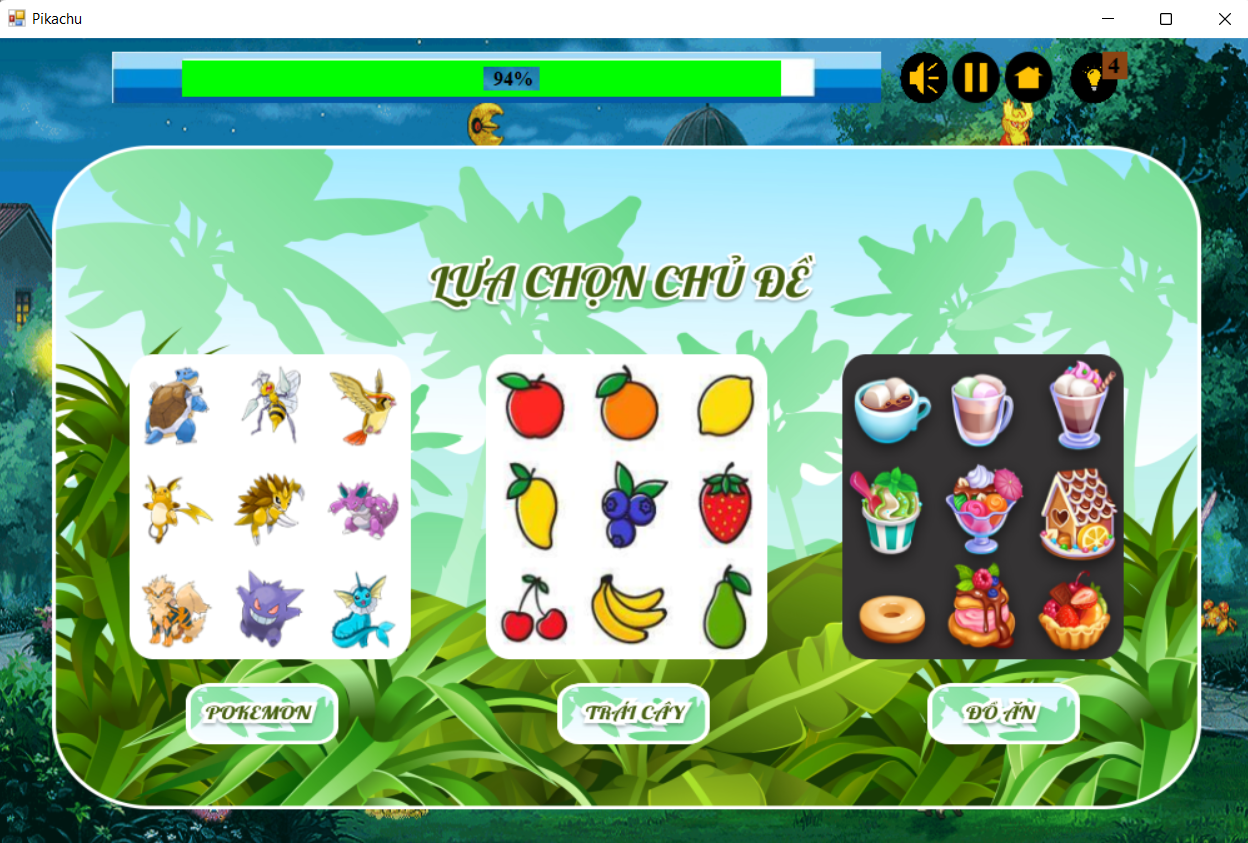 Pikachu
94%
4
LỰA CHỌN CHỦ ĐỀ
POKEMON
TRÁI CÂY
ĐỒ ĂN